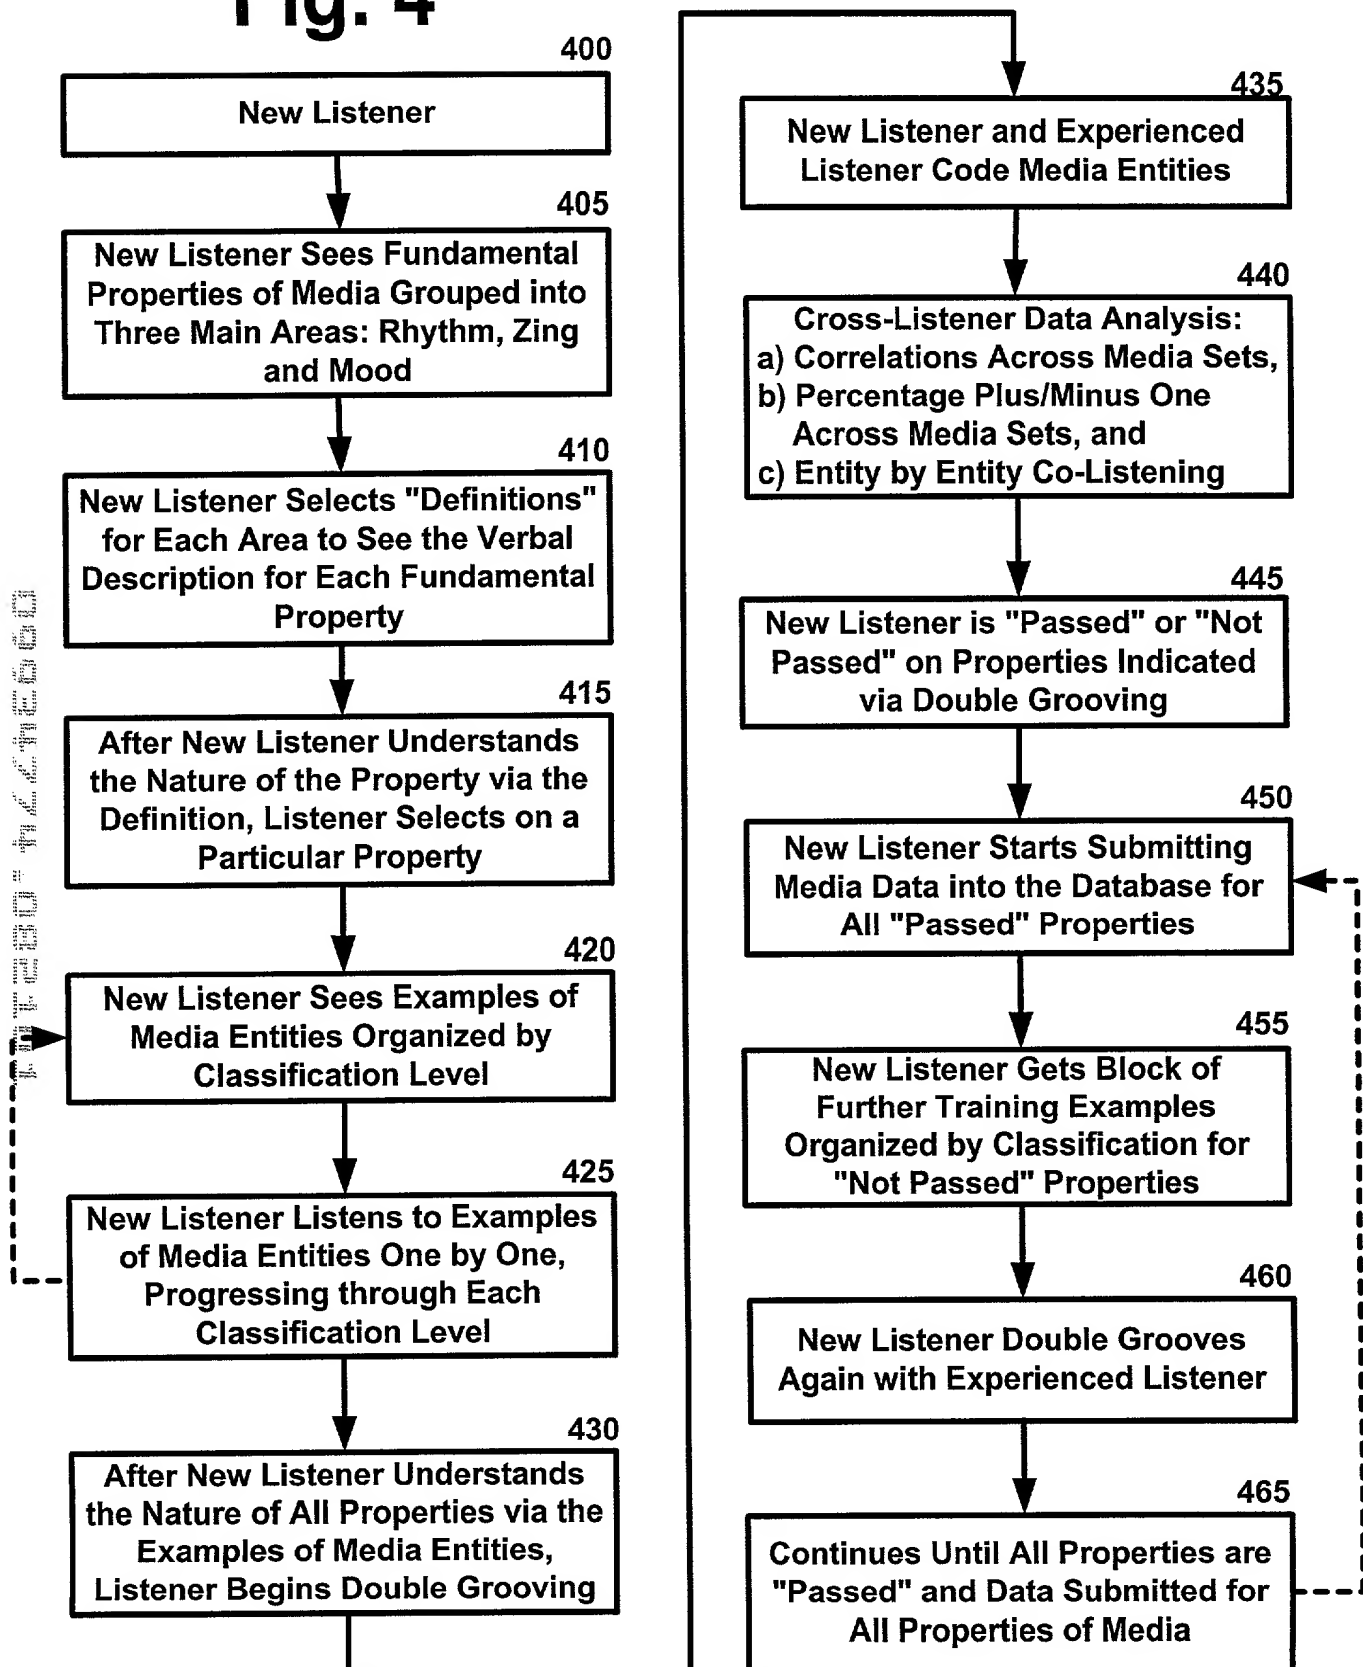 Fig. 4
400
New Listener
405
New Listener Sees Fundamental
Properties of Media Grouped into
Three Main Areas: Rhythm, Zing
and Mood
410
New Listener Selects "Definitions"
for Each Area to See the Verbal
Description for Each Fundamental
Property
415
After New Listener Understands
the Nature of the Property via the
Definition, Listener Selects on a
Particular Property
420
New Listener Sees Examples of
Media Entities Organized by
Classification Level
425
New Listener Listens to Examples
of Media Entities One by One,
Progressing through Each
Classification Level
430
After New Listener Understands
the Nature of All Properties via the
Examples of Media Entities,
Listener Begins Double Grooving
435
New Listener and Experienced
Listener Code Media Entities
440
Cross-Listener Data Analysis:
a) Correlations Across Media Sets,
b) Percentage Plus/Minus One
Across Media Sets, and
c) Entity by Entity Co-Listening
445
New Listener is "Passed" or "Not
Passed" on Properties Indicated
via Double Grooving
450
New Listener Starts Submitting
Media Data into the Database for
All "Passed" Properties
455
New Listener Gets Block of
Further Training Examples
Organized by Classification for
"Not Passed" Properties
460
New Listener Double Grooves
Again with Experienced Listener
465
Continues Until All Properties are
"Passed" and Data Submitted for
All Properties of Media